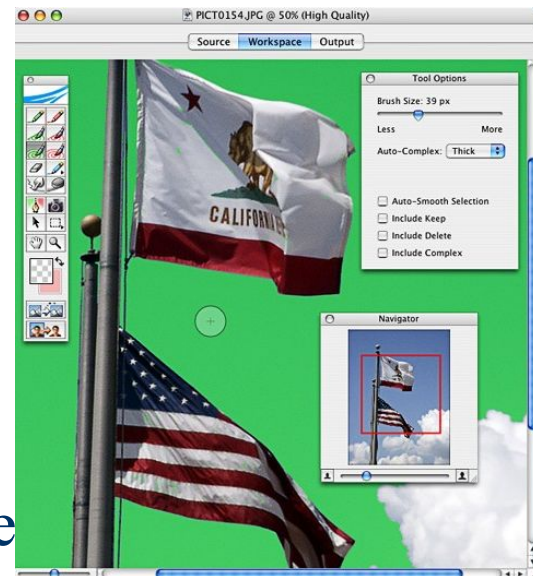 PICT0154.JPG @ 50% (High Quality)
Source Workspace Output
Tool Options
Brush Size: 39 px
Less More
Auto-Complex: Thick
Auto-Smooth Selection
Include Keep
Include Delete
Include Complex
CALIFORNIA
Navigator
e